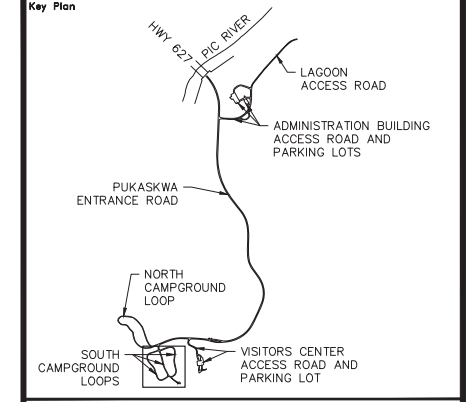 Key Plan
HWY 627
PIC RIVER
LAGOON
ACCESS ROAD
ADMINISTRATION BUILDING
ACCESS ROAD AND
PARKING LOTS
PUKASKWA
ENTRANCE ROAD
NORTH
CAMPGROUND
LOOP
SOUTH
CAMPGROUND
LOOPS
VISITORS CENTER
ACCESS ROAD AND
PARKING LOT